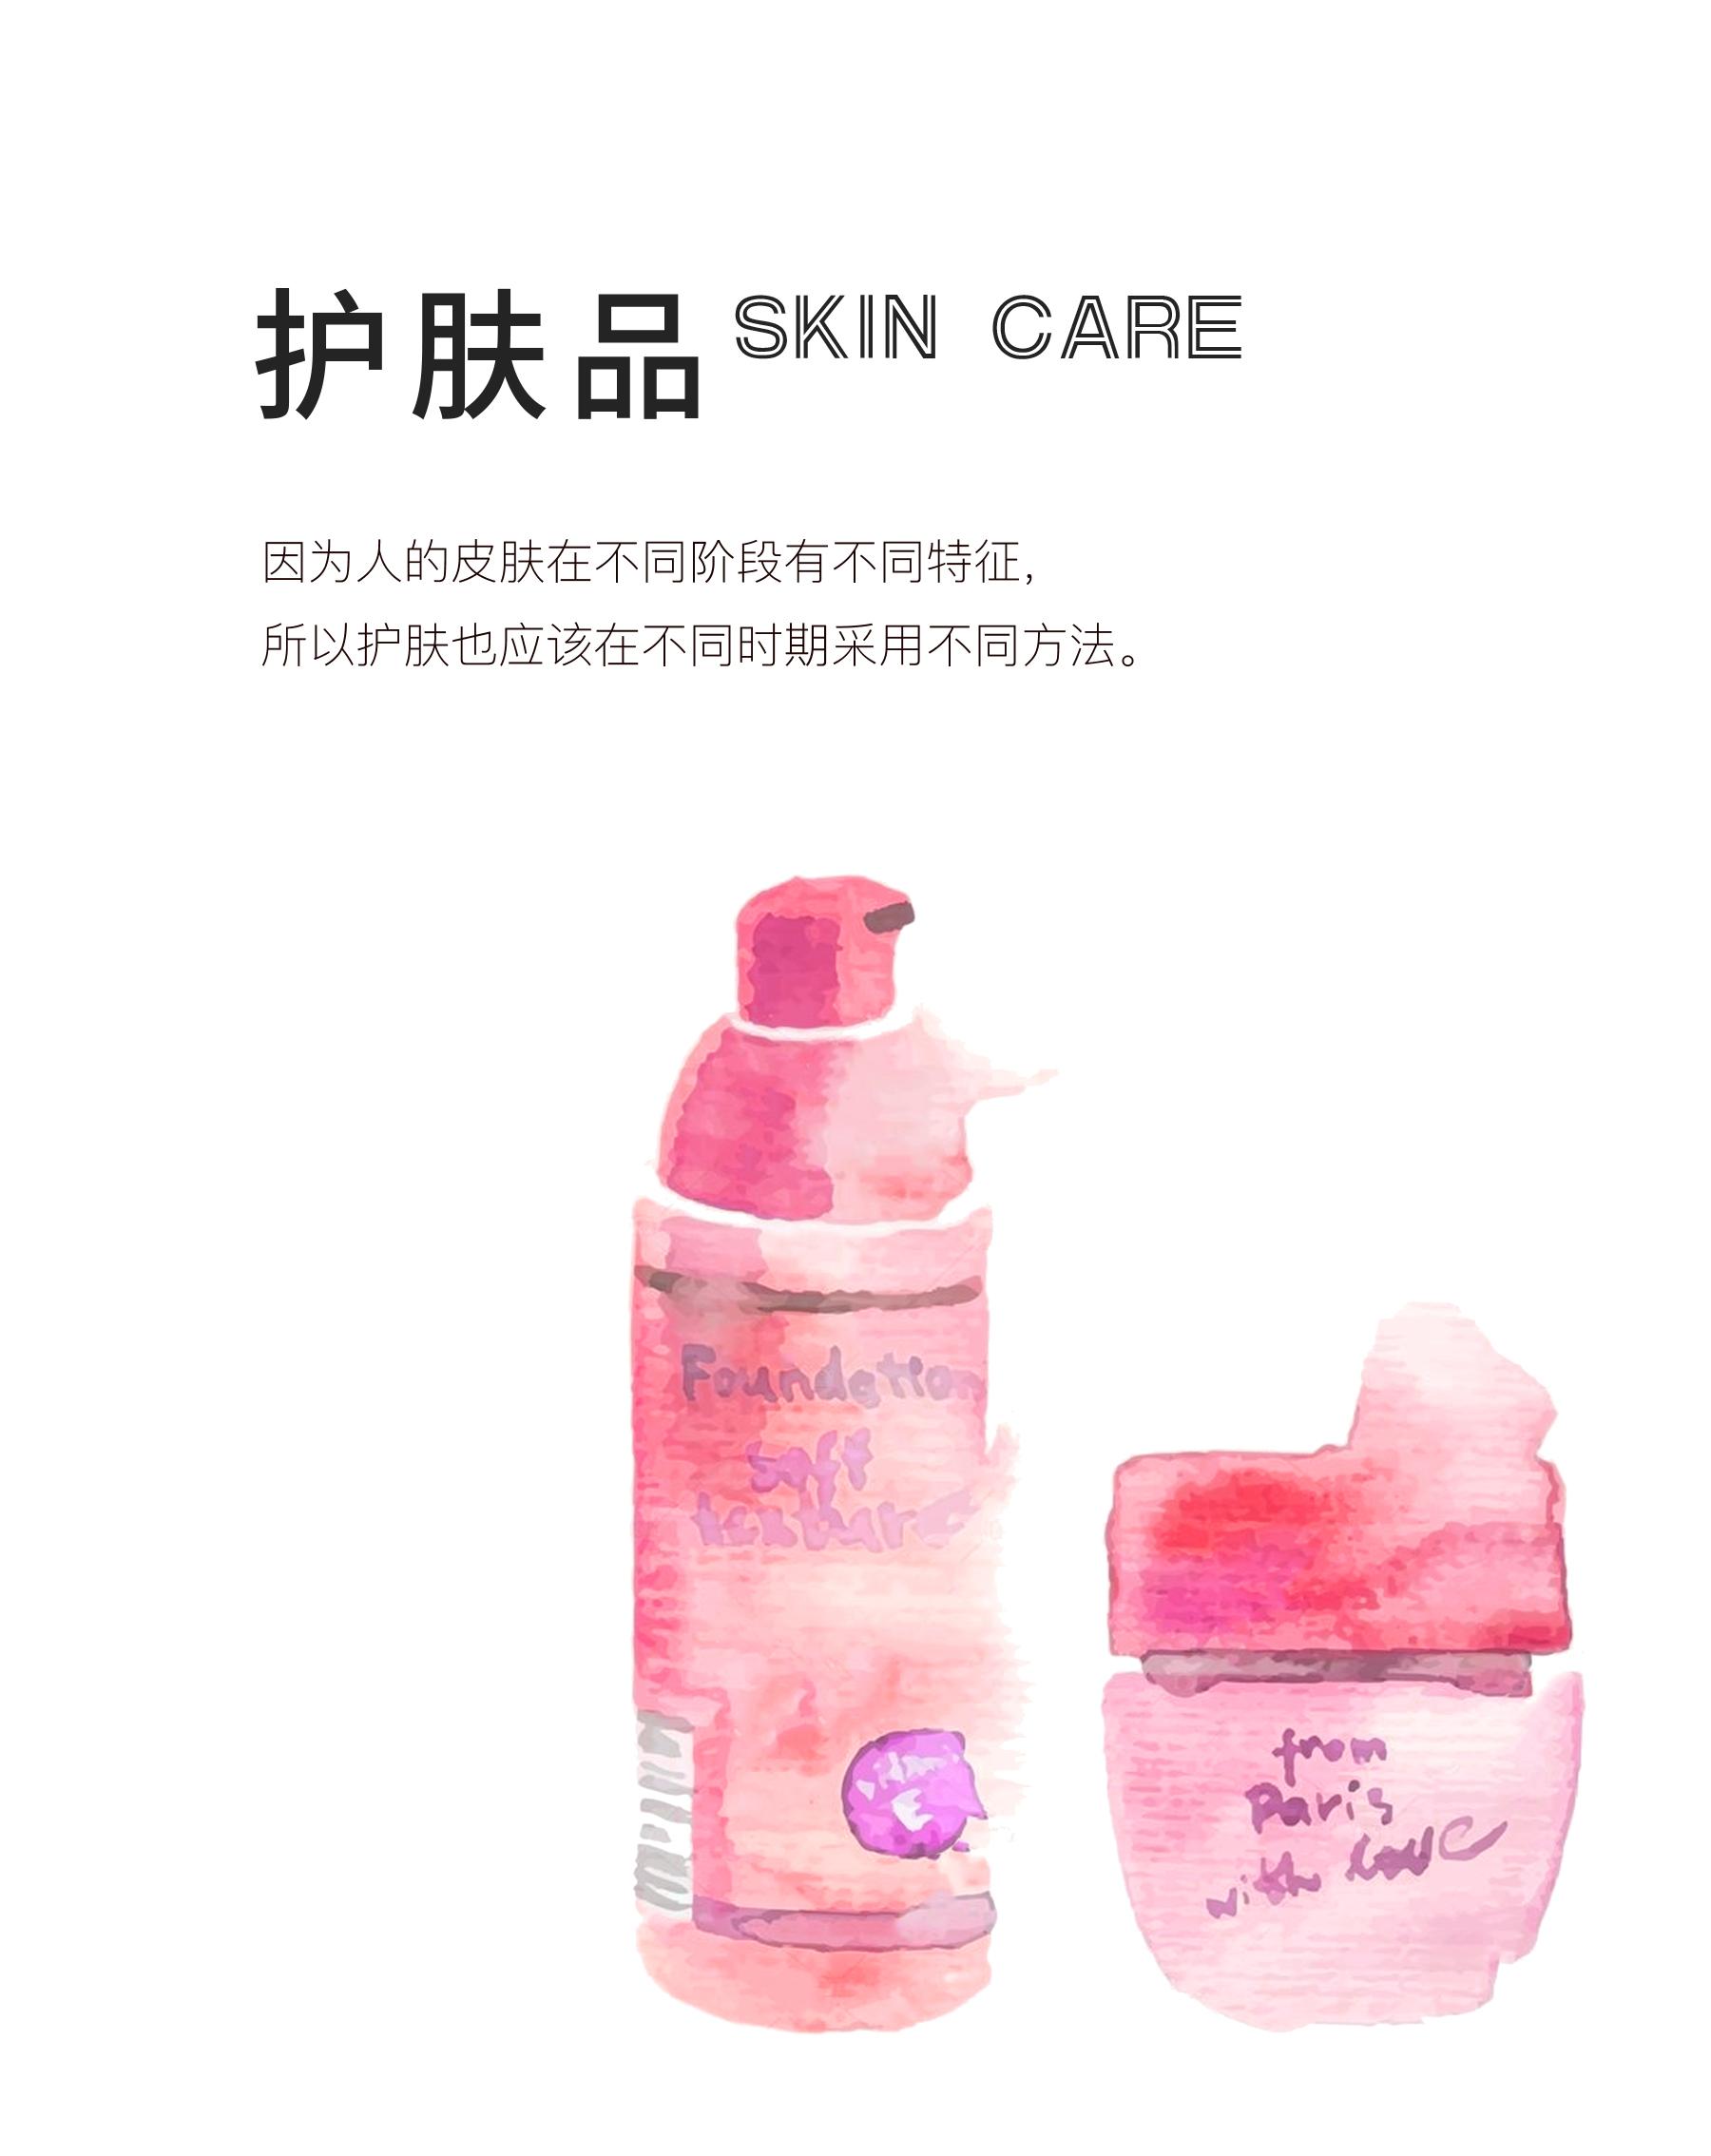 护肤品 SKIN CARE
因为人的皮肤在不同阶段有不同特征，
所以护肤也应该在不同时期采用不同方法。
Foundation
soft
texture
from
Paris
with love